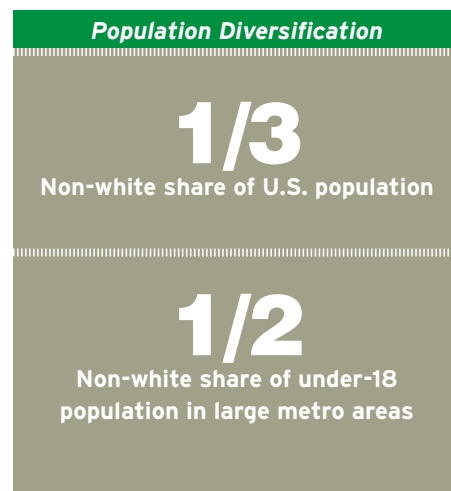 Population Diversification
1/3
Non-white share of U.S. population
1/2
Non-white share of under-18
population in large metro areas